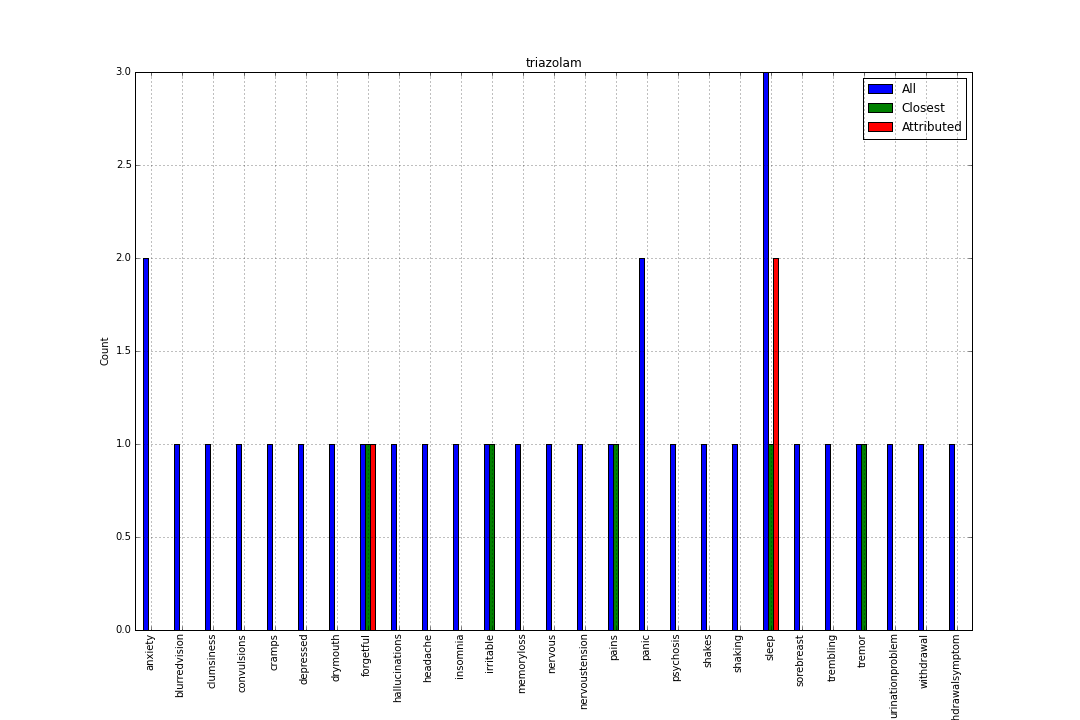 triazolam
3.0
2.5
2.0
1.5
1.0
0.5
0.0
Count
All
Closest
Attributed
anxiety
blurredvision
clumsiness
convulsions
cramps
depressed
drymouth
forgetful
hallucinations
headache
insomnia
irritable
memoryloss
nervous
nervoustension
pains
panic
psychosis
shakes
shaking
sleep
sorebreast
trembling
tremor
urinationproblem
withdrawal
hdrawalsymptom